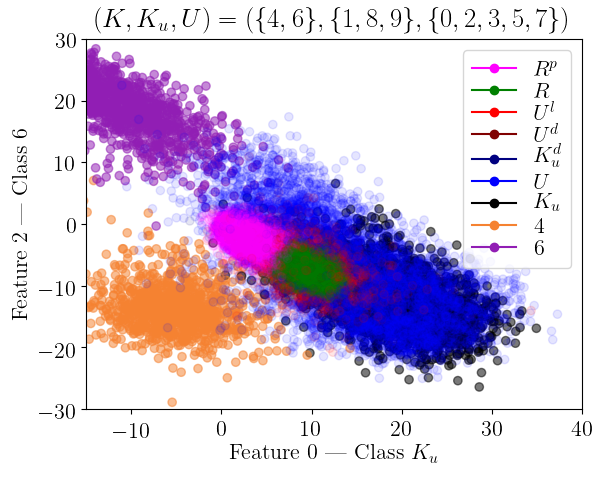 (K, K_u, U) = ({4, 6}, {1, 8, 9}, {0, 2, 3, 5, 7})
30
20
10
0
−10
−20
−30
Feature 2 — Class 6
R^p
R
U^l
U^d
K_u^d
U
K_u
4
6
−10
0
10
20
30
40
Feature 0 — Class K_u